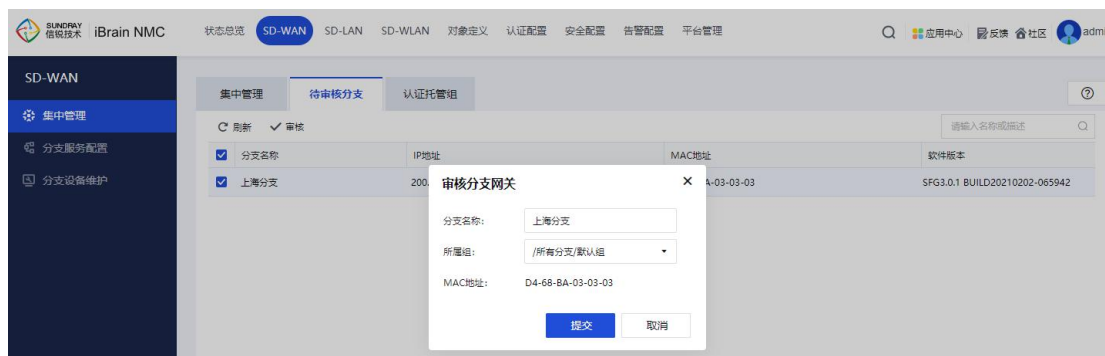 SUNDRAY 信锐技术 iBrain NMC 状态总览 SD-WAN SD-LAN SD-WLAN 对象定义 认证配置 安全配置 告警配置 平台管理 应用中心 反馈 社区 admi
SD-WAN
集中管理 待审核分支 认证托管组
集中管理
刷新 审核 请输入名称或描述
分支服务配置
分支名称 IP地址 MAC地址 软件版本
分支设备维护
上海分支 200. A-03-03-03 SFG3.0.1 BUILD20210202-065942
审核分支网关
分支名称: 上海分支
所属组: /所有分支/默认组
MAC地址: D4-68-BA-03-03-03
提交 取消